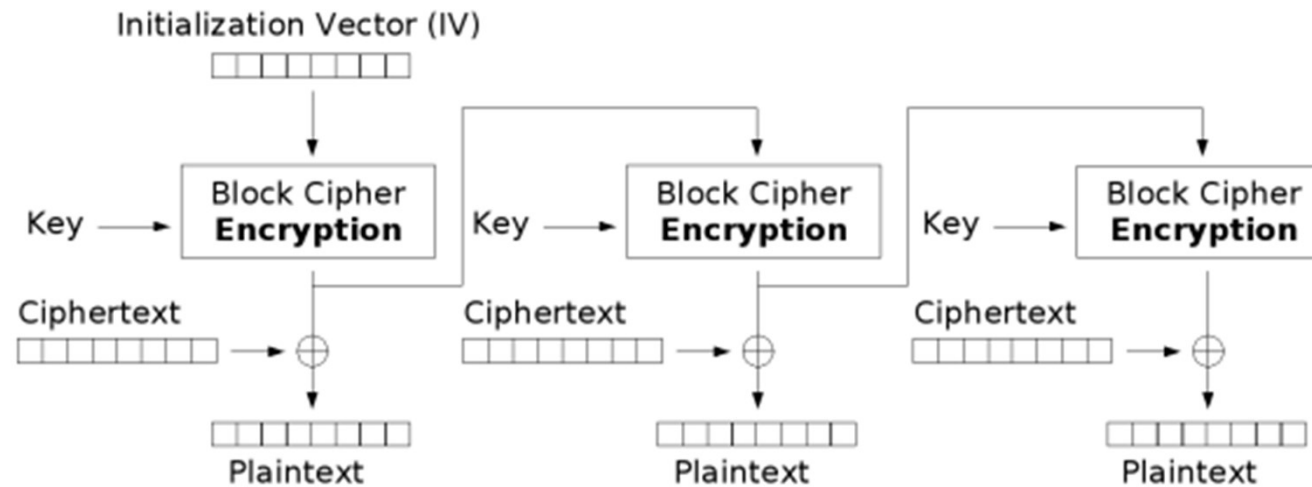 Initialization Vector (IV)
Block Cipher
Encryption
Block Cipher
Encryption
Block Cipher
Encryption
Key
Key
Key
Ciphertext
Ciphertext
Ciphertext
Plaintext
Plaintext
Plaintext